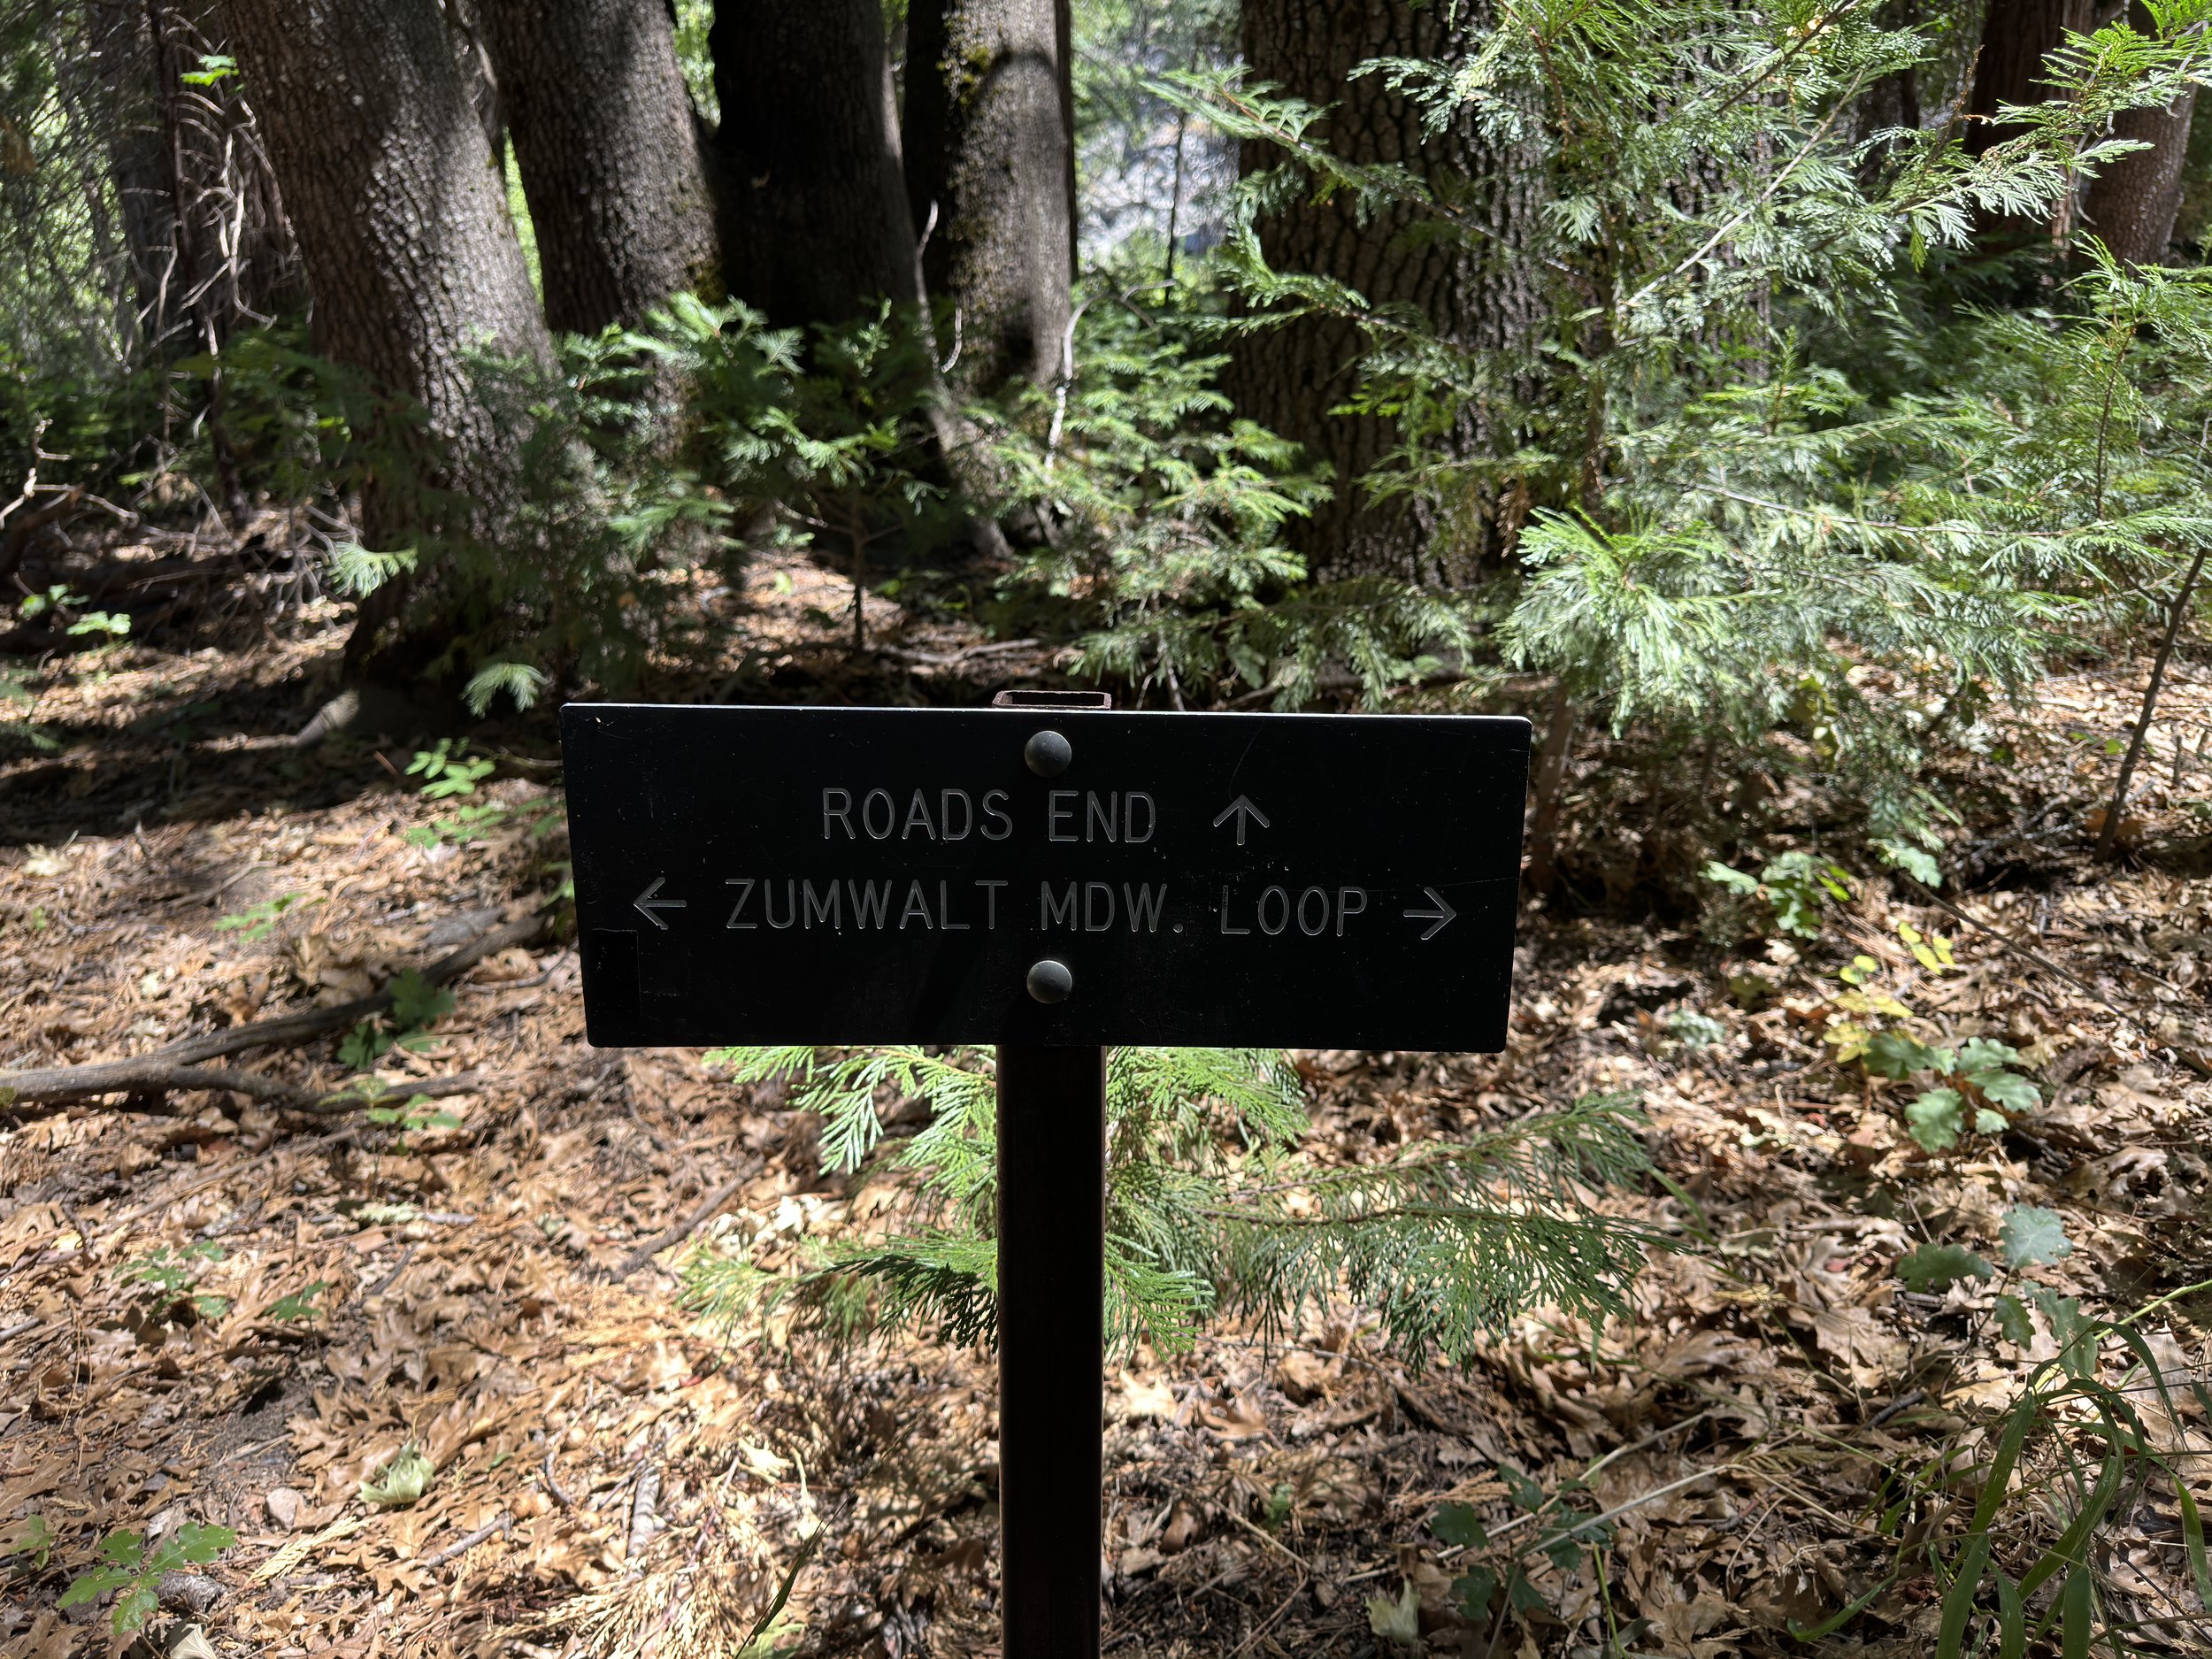 ROADS END ↑
← ZUMWALT MDW. LOOP →